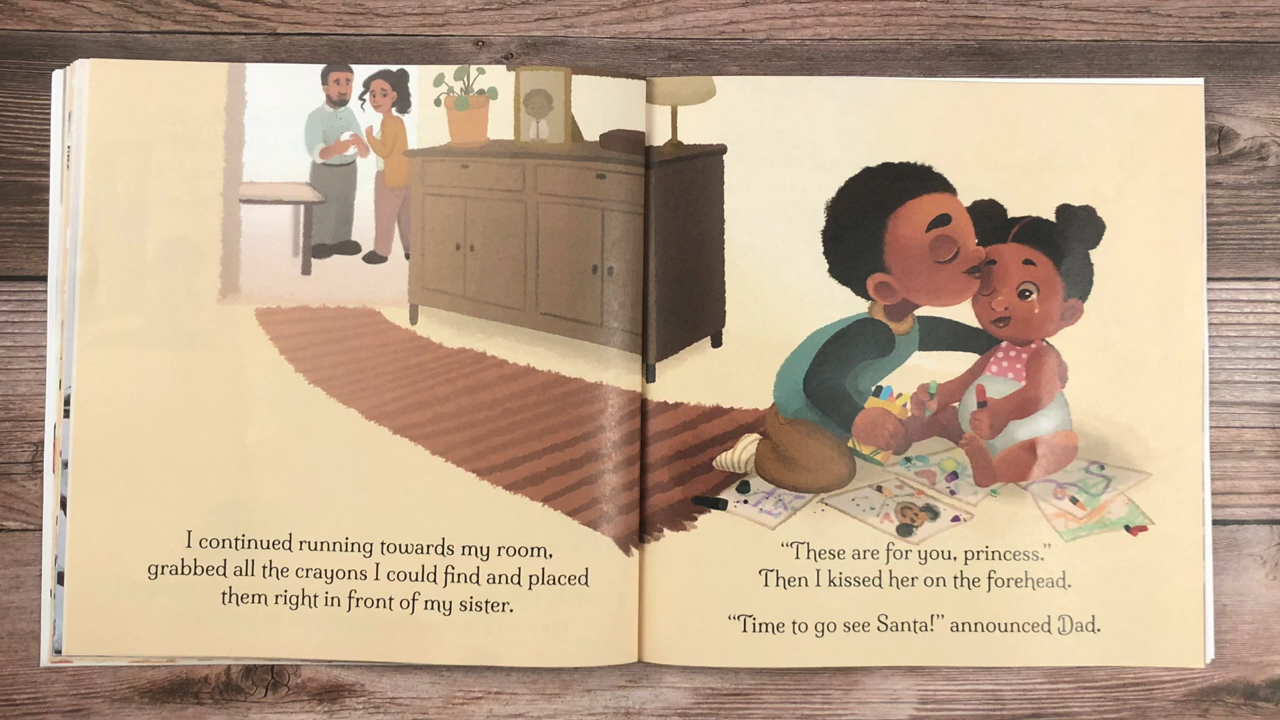 I continued running towards my room,
grabbed all the crayons I could find and placed
them right in front of my sister.
“These are for you, princess.”
Then I kissed her on the forehead.
“Time to go see Santa!” announced Dad.